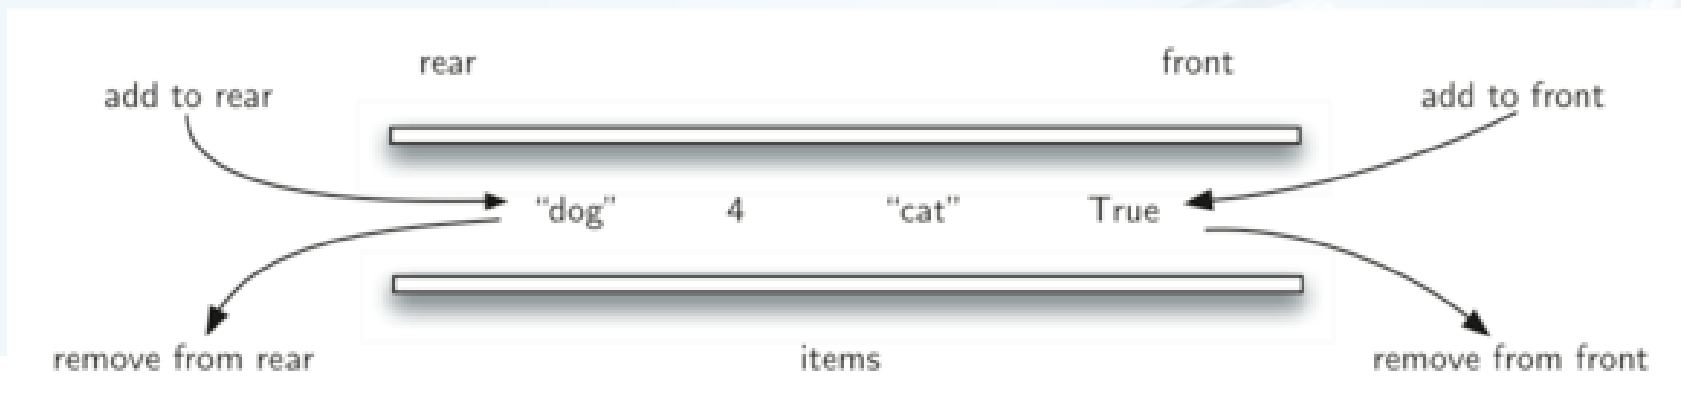 rear front
add to rear add to front
“dog” 4 “cat” True
remove from rear items remove from front